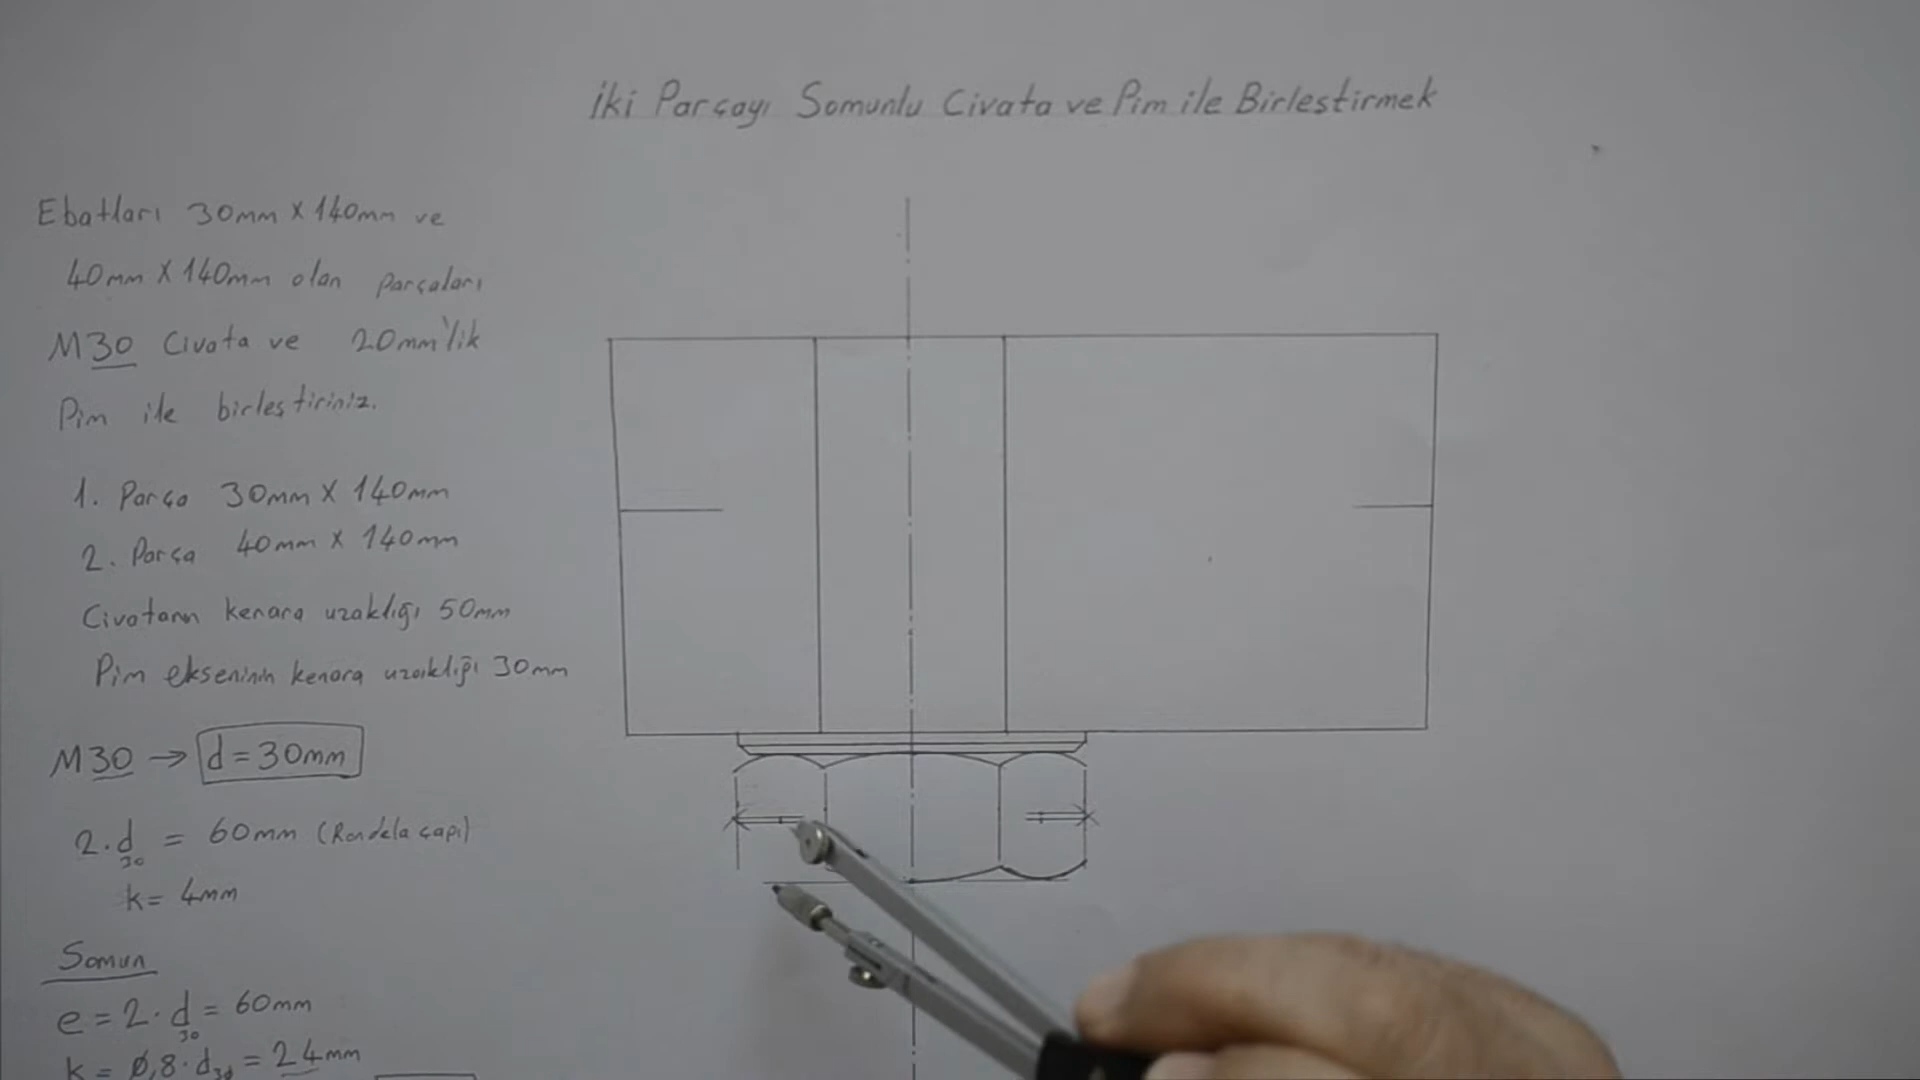 İki Parçayı Somunlu Civata ve Pim ile Birleştirmek
Ebatları 30mm X 140mm ve
40mm X 140mm olan parçaları
M30 Civata ve 20mm'lik
Pim ile birleştiriniz.
1. Parça 30mm X 140mm
2. Parça 40mm X 140mm
Civatanın kenara uzaklığı 50mm
Pim ekseninin kenara uzaklığı 30mm
M30 → d = 30mm
2.d = 60mm (Rondela çapı)
30
k = 4mm
Somun
e = 2.d = 60mm
30
k = 0,8.d30 = 24mm